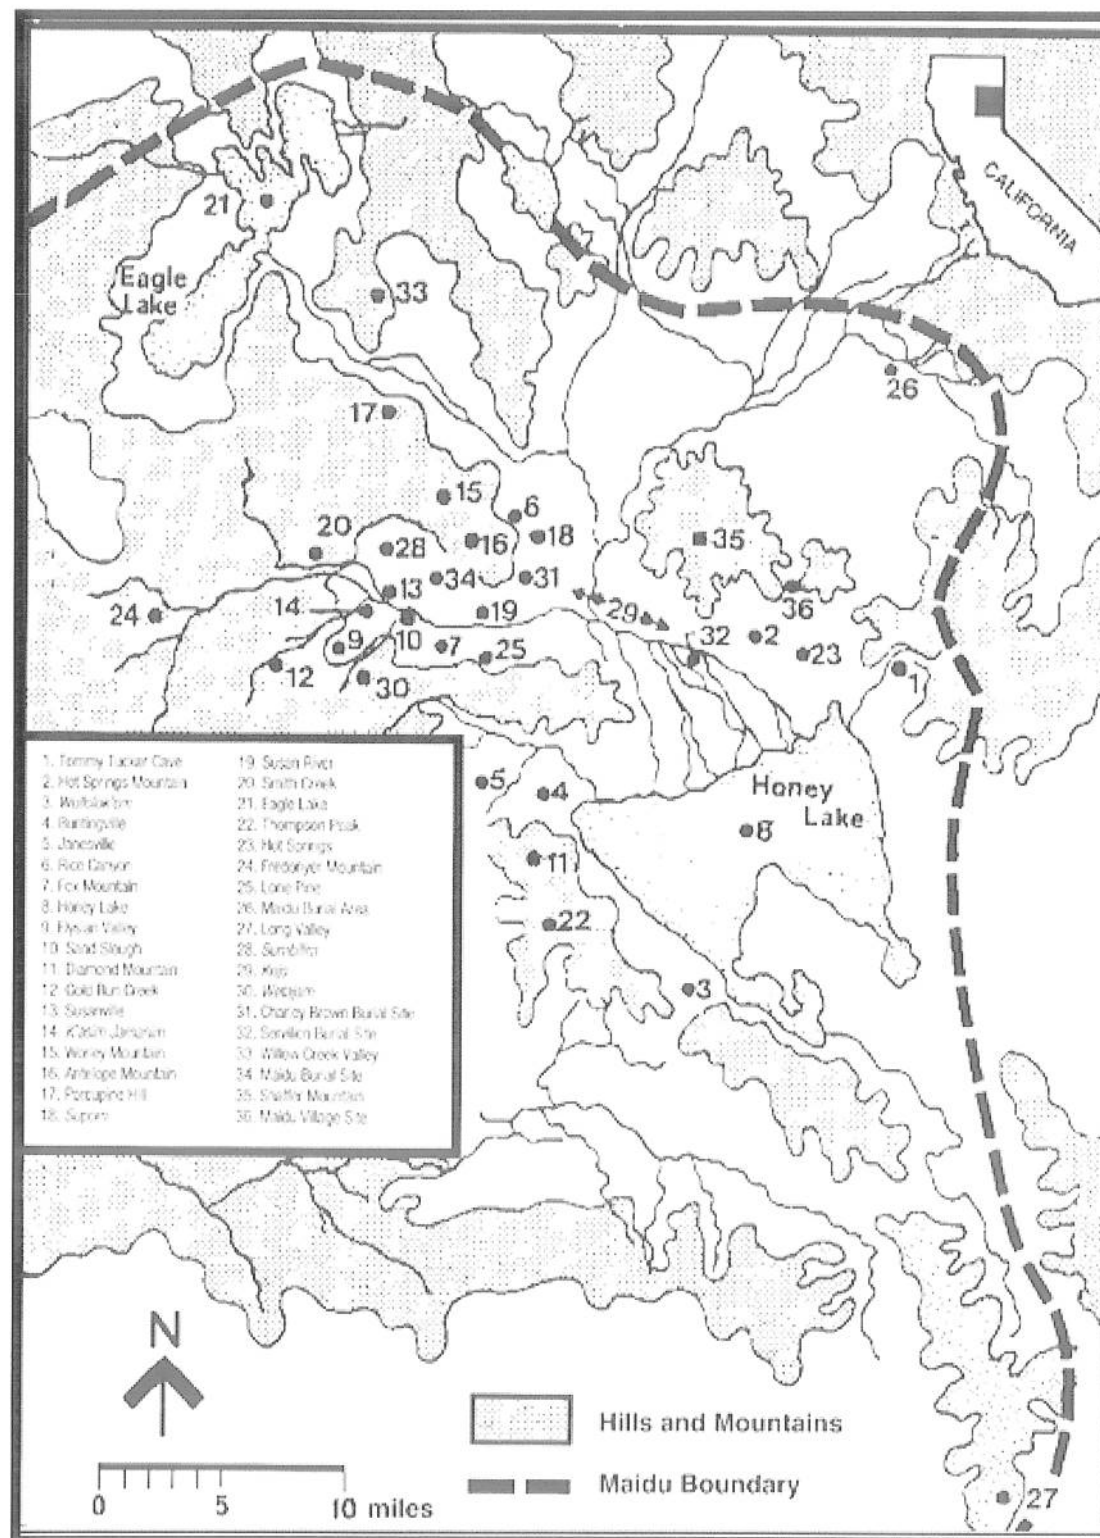 CALIFORNIA
21
Eagle
Lake
33
26
17
15
6
20
28
16
18
35
13
34
31
36
24
14
19
29
9
10
7
25
32
2
23
12
30
1
5
4
Honey
Lake
8
11
22
3
1. Tommy Tucker Cave
2. Hot Springs Mountain
3.
4. Buntingville
5. Janesville
6. Rice Canyon
7. Fox Mountain
8. Honey Lake
9. Elysian Valley
10. Sand Slough
11. Diamond Mountain
12. Gold Run Creek
13. Susanville
14.
15. Worley Mountain
16. Antelope Mountain
17. Porcupine Hill
18.
19. Susan River
20. Smith Creek
21. Eagle Lake
22. Thompson Peak
23. Hot Springs
24. Fredonyer Mountain
25. Lone Pine
26. Maidu Burial Area
27. Long Valley
28.
29.
30.
31. Charley Brown Burial Site
32. Burial Site
33. Willow Creek Valley
34. Maidu Burial Site
35. Shaffer Mountain
36. Maidu Village Site
N
Hills and Mountains
Maidu Boundary
0 5 10 miles
27